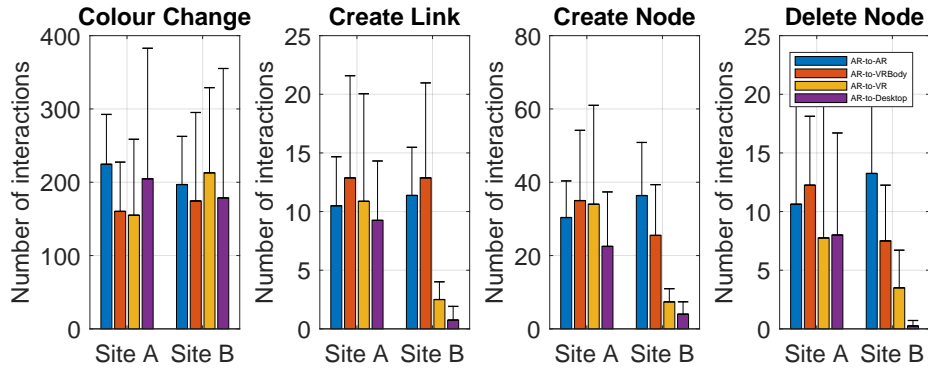 Colour Change
Number of interactions
400
300
200
100
0
Site A Site B
Create Link
Number of interactions
25
20
15
10
5
0
Site A Site B
Create Node
Number of interactions
80
60
40
20
0
Site A Site B
Delete Node
Number of interactions
25
20
15
10
5
0
Site A Site B
AR-to-AR
AR-to-VRBody
AR-to-VR
AR-to-Desktop